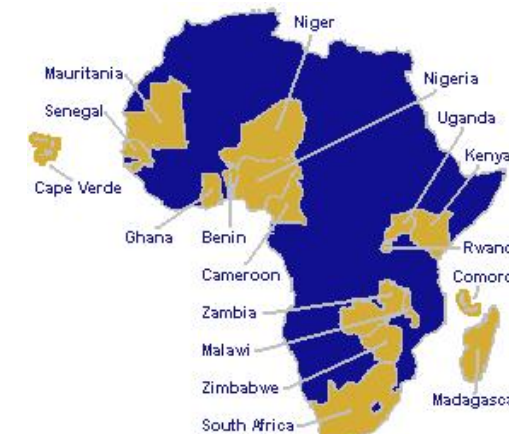 Niger
Mauritania
Nigeria
Senegal
Uganda
Kenya
Cape Verde
Ghana
Benin
Rwand
Cameroon
Comoro
Zambia
Malawi
Zimbabwe
Madagasca
South Africa